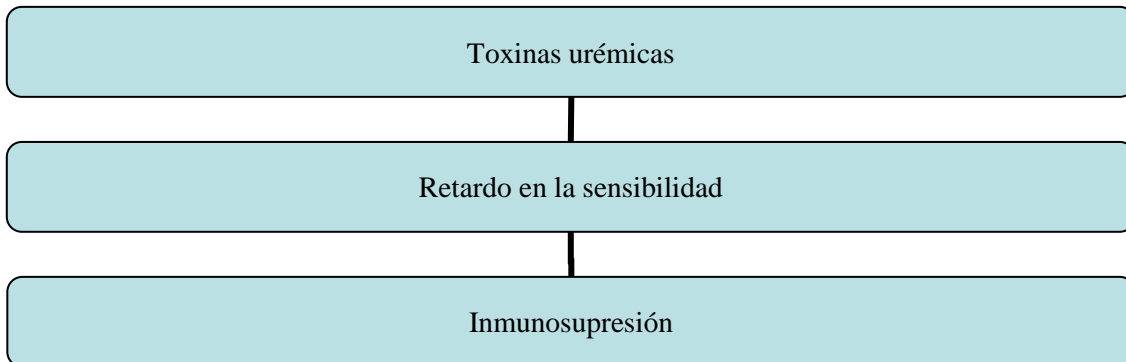 Toxinas urémicas
Retardo en la sensibilidad
Inmunosupresión